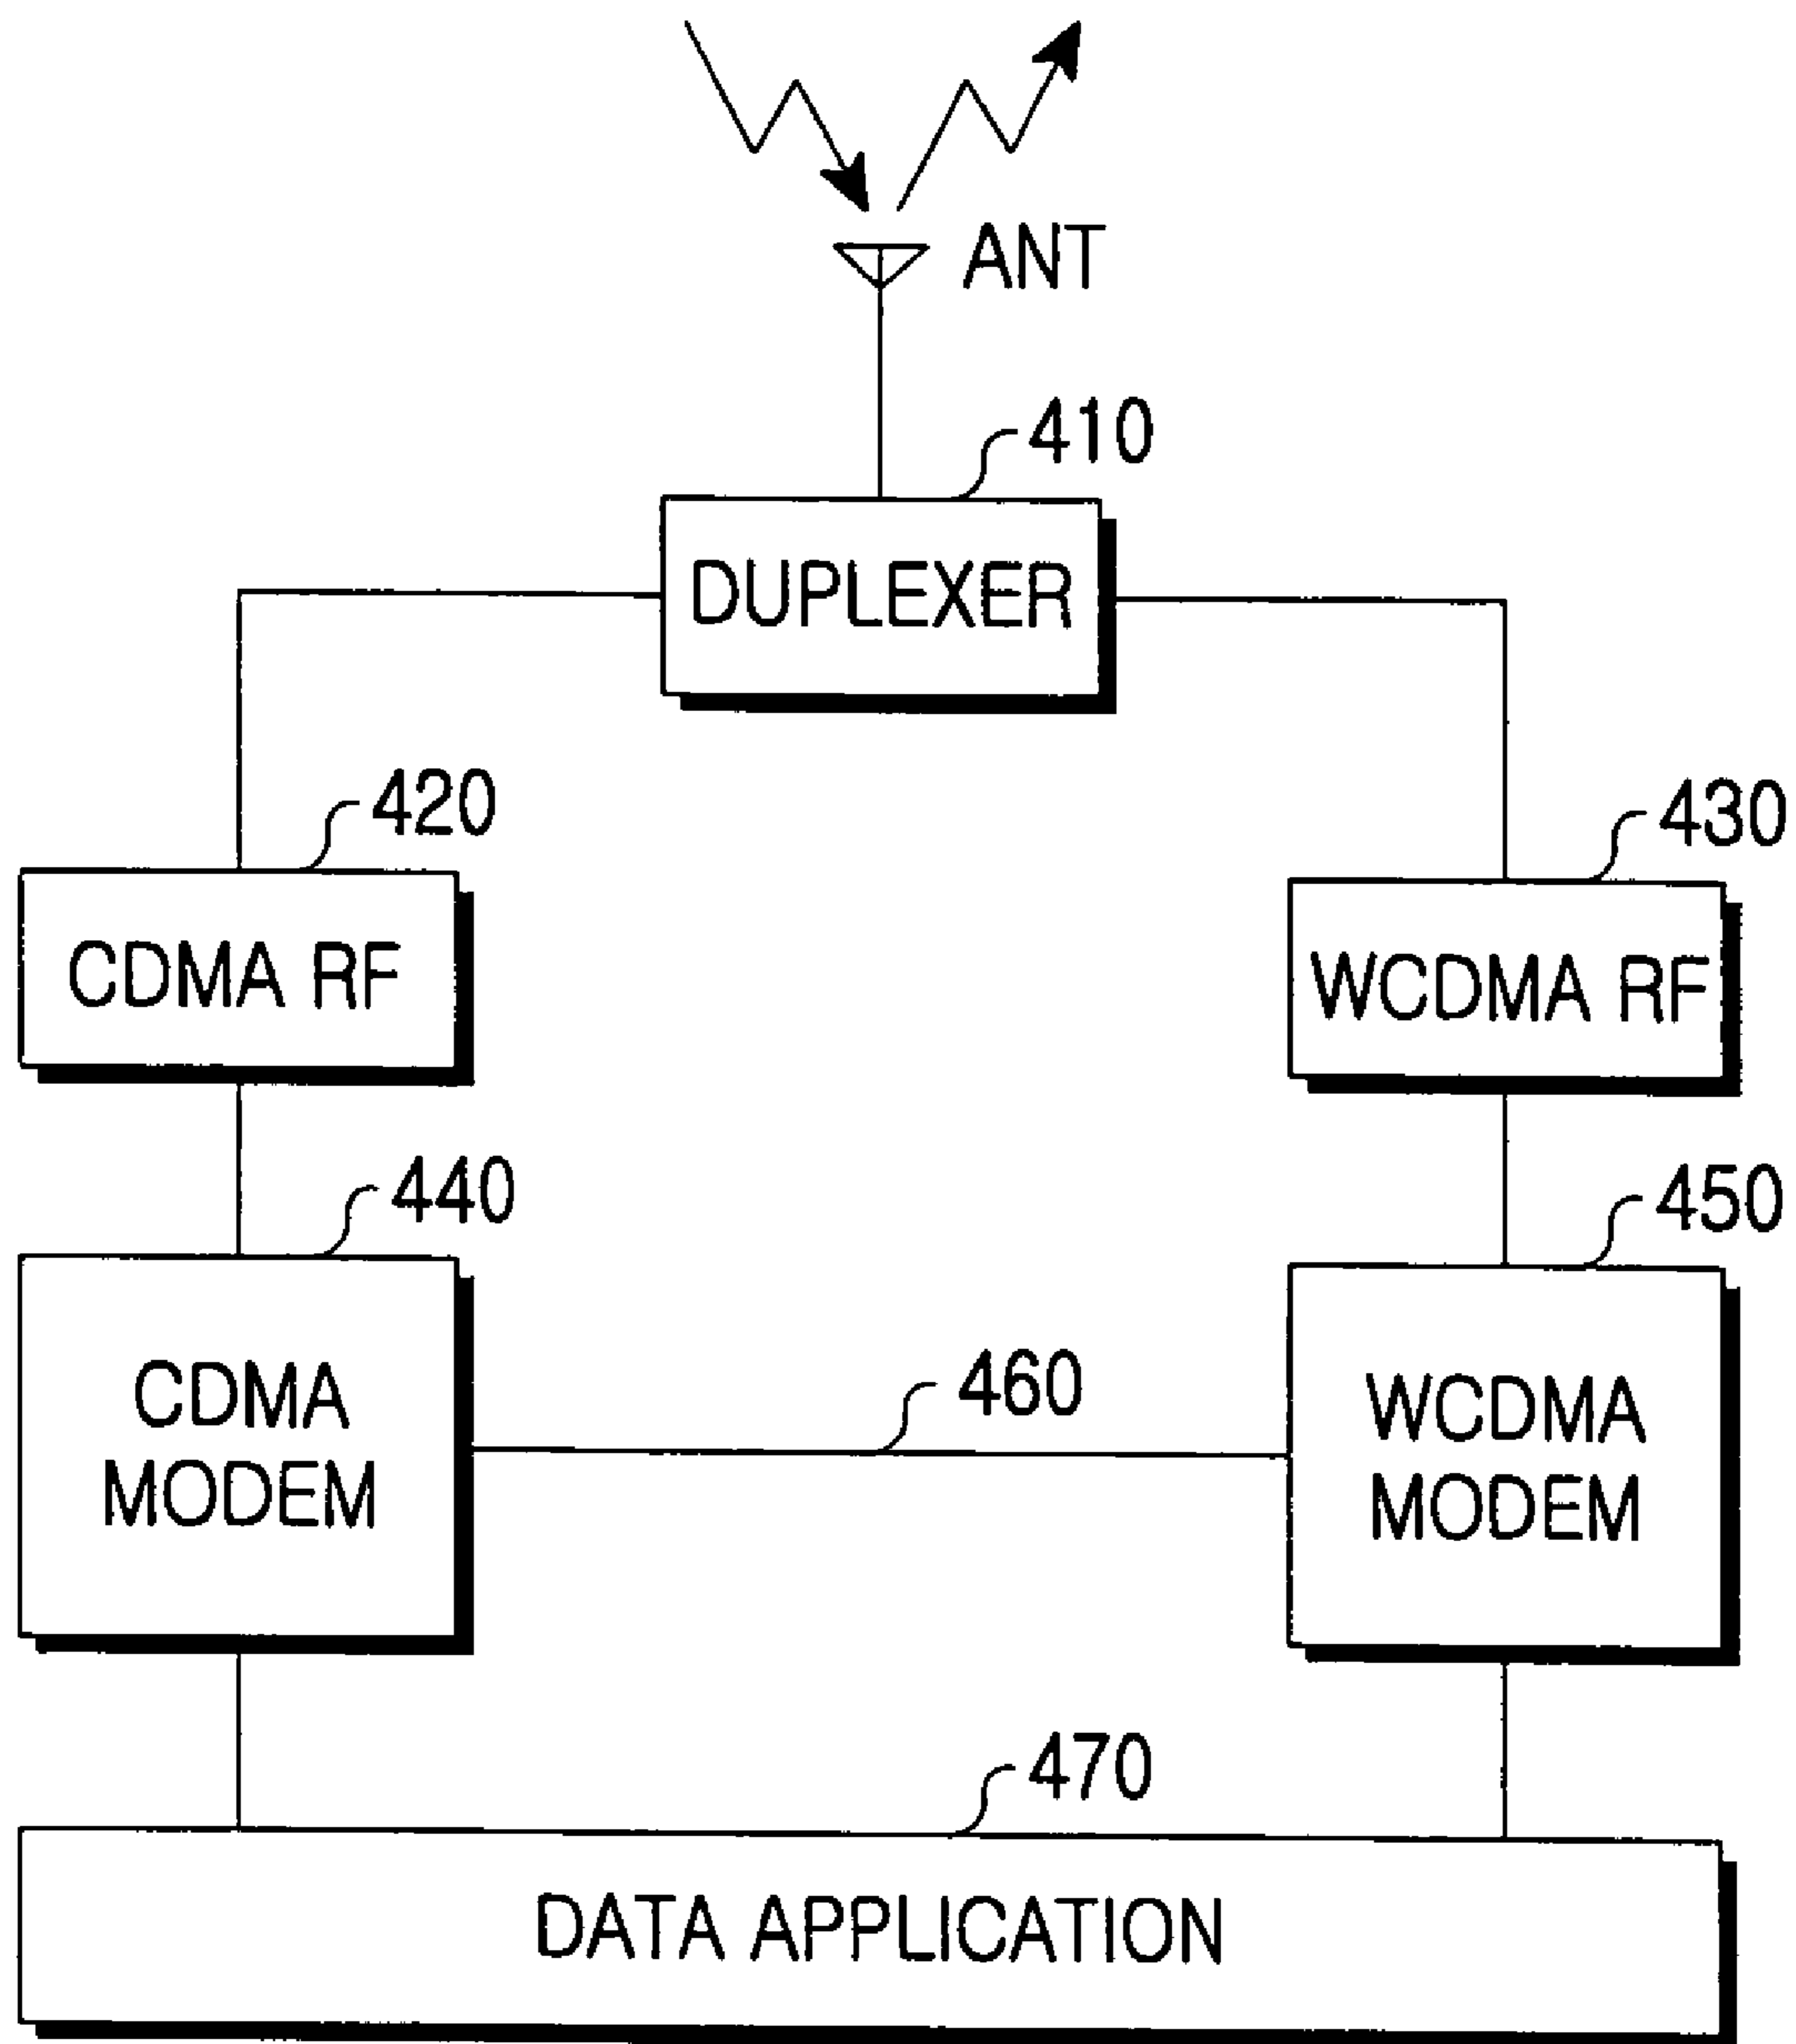 ANT
410
DUPLEXER
420
430
CDMA RF
WCDMA RF
440
450
CDMA
MODEM
460
WCDMA
MODEM
470
DATA APPLICATION